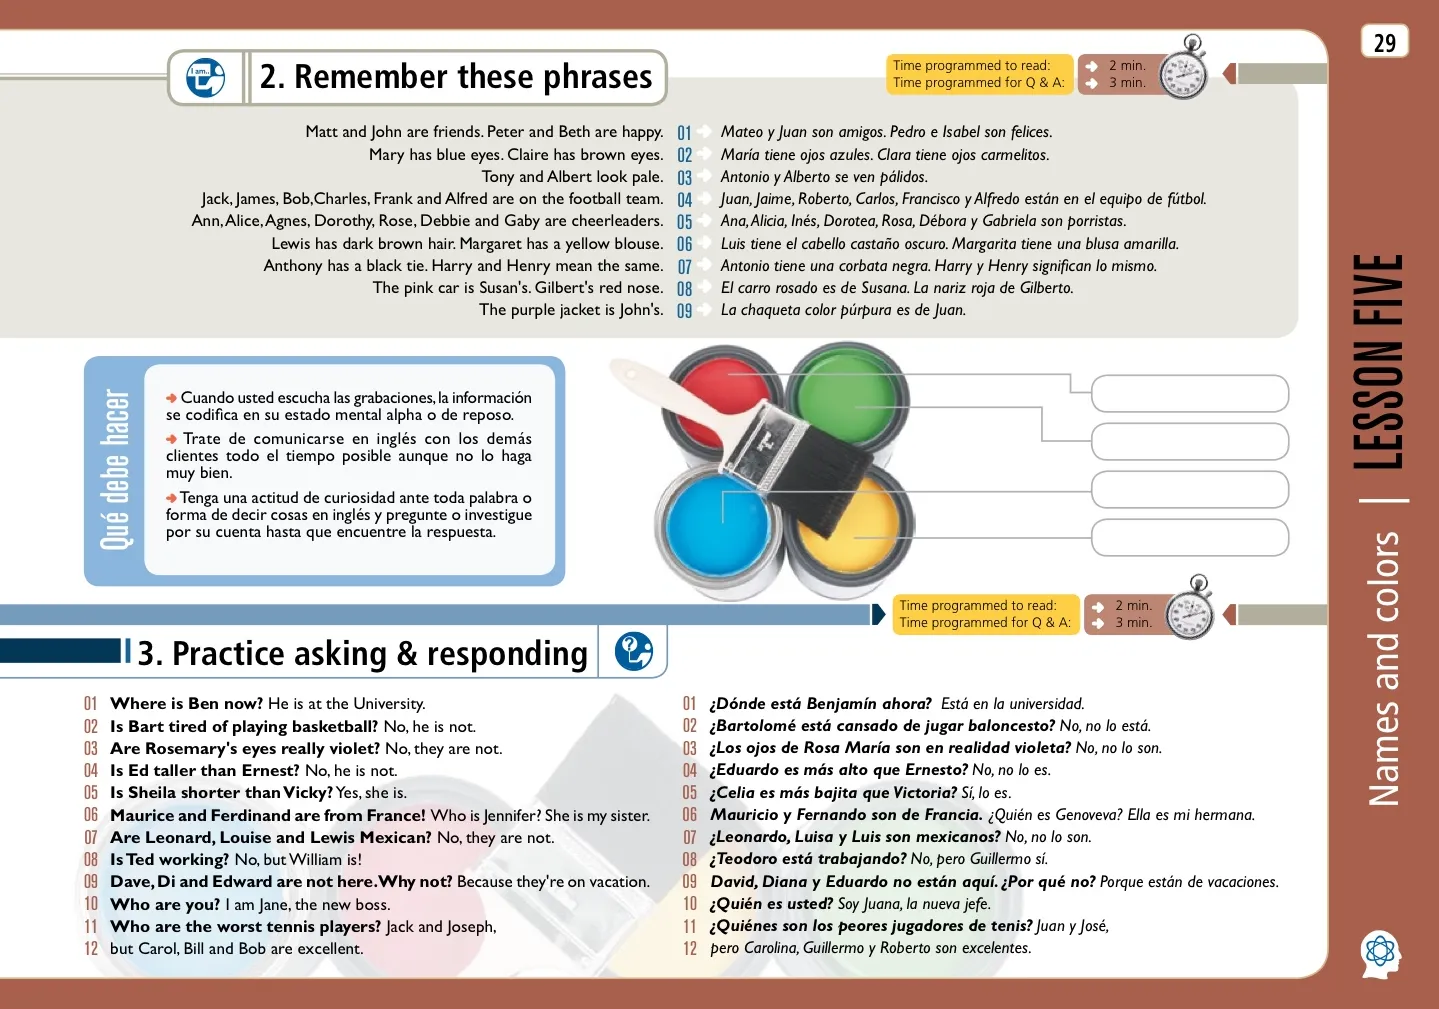 29
I am...
2. Remember these phrases
Time programmed to read: 2 min.
Time programmed for Q & A: 3 min.
Matt and John are friends. Peter and Beth are happy. 01 Mateo y Juan son amigos. Pedro e Isabel son felices.
Mary has blue eyes. Claire has brown eyes. 02 María tiene ojos azules. Clara tiene ojos carmelitos.
Tony and Albert look pale. 03 Antonio y Alberto se ven pálidos.
Jack, James, Bob,Charles, Frank and Alfred are on the football team. 04 Juan, Jaime, Roberto, Carlos, Francisco y Alfredo están en el equipo de fútbol.
Ann, Alice, Agnes, Dorothy, Rose, Debbie and Gaby are cheerleaders. 05 Ana, Alicia, Inés, Dorotea, Rosa, Débora y Gabriela son porristas.
Lewis has dark brown hair. Margaret has a yellow blouse. 06 Luis tiene el cabello castaño oscuro. Margarita tiene una blusa amarilla.
Anthony has a black tie. Harry and Henry mean the same. 07 Antonio tiene una corbata negra. Harry y Henry significan lo mismo.
The pink car is Susan's. Gilbert's red nose. 08 El carro rosado es de Susana. La nariz roja de Gilberto.
The purple jacket is John's. 09 La chaqueta color púrpura es de Juan.
Qué debe hacer
Cuando usted escucha las grabaciones, la información
se codifica en su estado mental alpha o de reposo.
Trate de comunicarse en inglés con los demás
clientes todo el tiempo posible aunque no lo haga
muy bien.
Tenga una actitud de curiosidad ante toda palabra o
forma de decir cosas en inglés y pregunte o investigue
por su cuenta hasta que encuentre la respuesta.
LESSON FIVE
Names and colors
Time programmed to read: 2 min.
Time programmed for Q & A: 3 min.
3. Practice asking & responding
?
01 Where is Ben now? He is at the University.
02 Is Bart tired of playing basketball? No, he is not.
03 Are Rosemary's eyes really violet? No, they are not.
04 Is Ed taller than Ernest? No, he is not.
05 Is Sheila shorter than Vicky? Yes, she is.
06 Maurice and Ferdinand are from France! Who is Jennifer? She is my sister.
07 Are Leonard, Louise and Lewis Mexican? No, they are not.
08 Is Ted working? No, but William is!
09 Dave, Di and Edward are not here. Why not? Because they're on vacation.
10 Who are you? I am Jane, the new boss.
11 Who are the worst tennis players? Jack and Joseph,
12 but Carol, Bill and Bob are excellent.
01 ¿Dónde está Benjamín ahora? Está en la universidad.
02 ¿Bartolomé está cansado de jugar baloncesto? No, no lo está.
03 ¿Los ojos de Rosa María son en realidad violeta? No, no lo son.
04 ¿Eduardo es más alto que Ernesto? No, no lo es.
05 ¿Celia es más bajita que Victoria? Sí, lo es.
06 Mauricio y Fernando son de Francia. ¿Quién es Genoveva? Ella es mi hermana.
07 ¿Leonardo, Luisa y Luis son mexicanos? No, no lo son.
08 ¿Teodoro está trabajando? No, pero Guillermo sí.
09 David, Diana y Eduardo no están aquí. ¿Por qué no? Porque están de vacaciones.
10 ¿Quién es usted? Soy Juana, la nueva jefe.
11 ¿Quiénes son los peores jugadores de tenis? Juan y José,
12 pero Carolina, Guillermo y Roberto son excelentes.